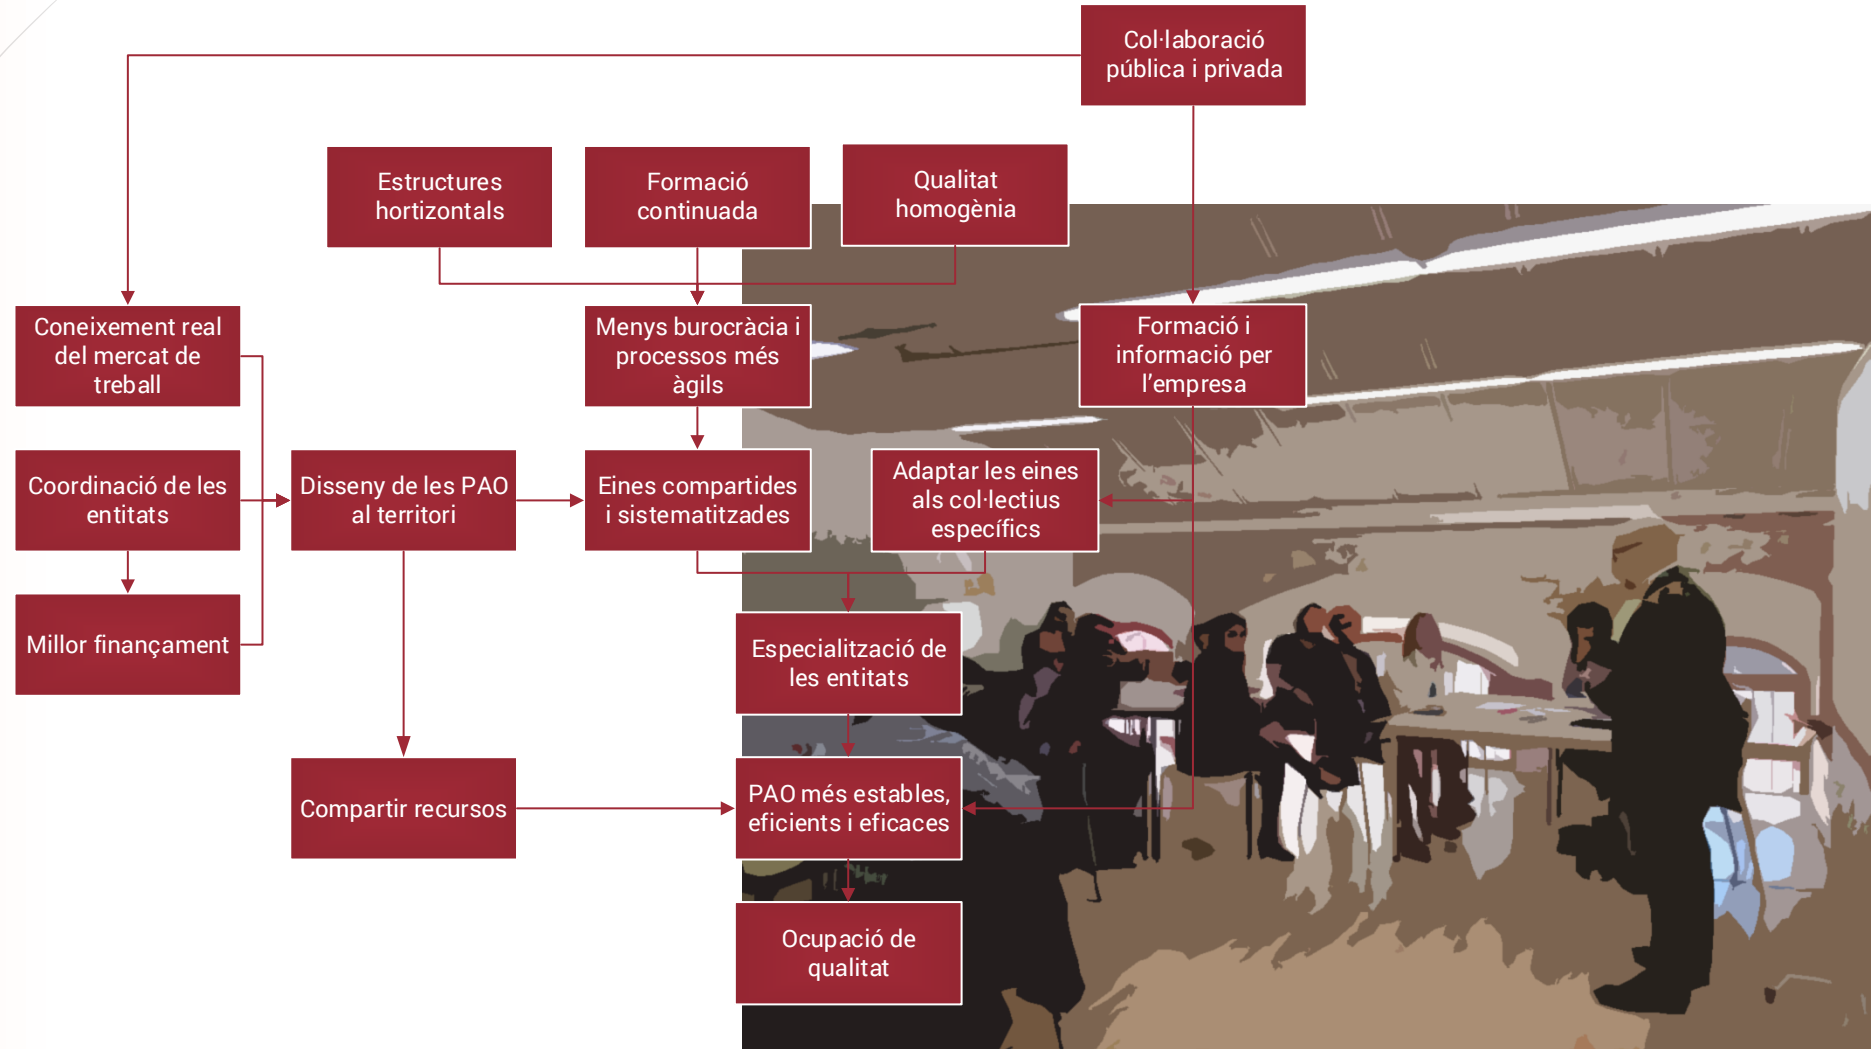 Col·laboració
pública i privada
Estructures
hortizontals
Formació
continuada
Qualitat
homogènia
Coneixement real
del mercat de
treball
Menys burocràcia i
processos més
àgils
Formació i
informació per
l’empresa
Coordinació de les
entitats
Disseny de les PAO
al territori
Eines compartides
i sistematitzades
Adaptar les eines
als col·lectius
específics
Millor finançament
Especialització de
les entitats
Compartir recursos
PAO més estables,
eficients i eficaces
Ocupació de
qualitat